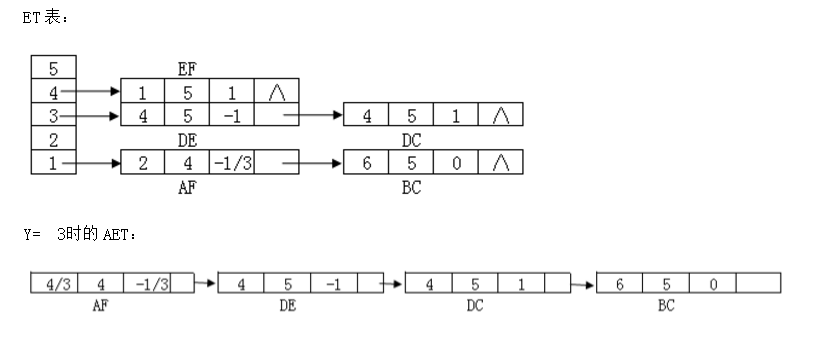 ET表：
5 EF
4 1 5 1 ∧
3 4 5 -1 4 5 1 ∧
2 DE DC
1 2 4 -1/3 6 5 0 ∧
AF BC
Y= 3时的AET：
4/3 4 -1/3 4 5 -1 4 5 1 6 5 0
AF DE DC BC